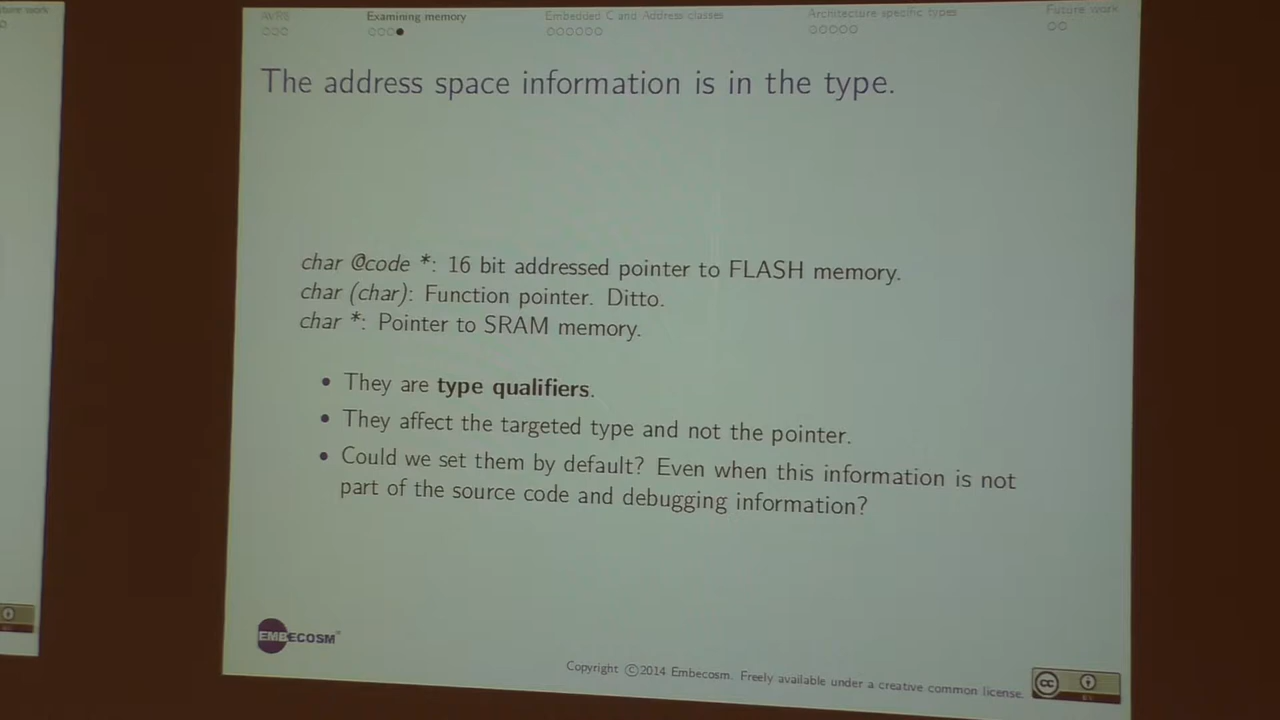 AVR8 Examining memory Embedded C and Address classes Architecture specific types Future work
The address space information is in the type.
char @code *: 16 bit addressed pointer to FLASH memory.
char (char): Function pointer. Ditto.
char *: Pointer to SRAM memory.
• They are type qualifiers.
• They affect the targeted type and not the pointer.
• Could we set them by default? Even when this information is not
part of the source code and debugging information?
EMBECOSM®
Copyright ©2014 Embecosm. Freely available under a creative common license.
cc